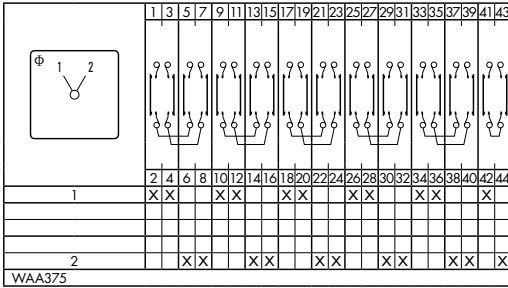 1 3 5 7 9 11 13 15 17 19 21 23 25 27 29 31 33 35 37 39 41 43
Φ 1 2
2 4 6 8 10 12 14 16 18 20 22 24 26 28 30 32 34 36 38 40 42 44
1 X X X X X X X X X X X
2 X X X X X X X X X X X
WAA375